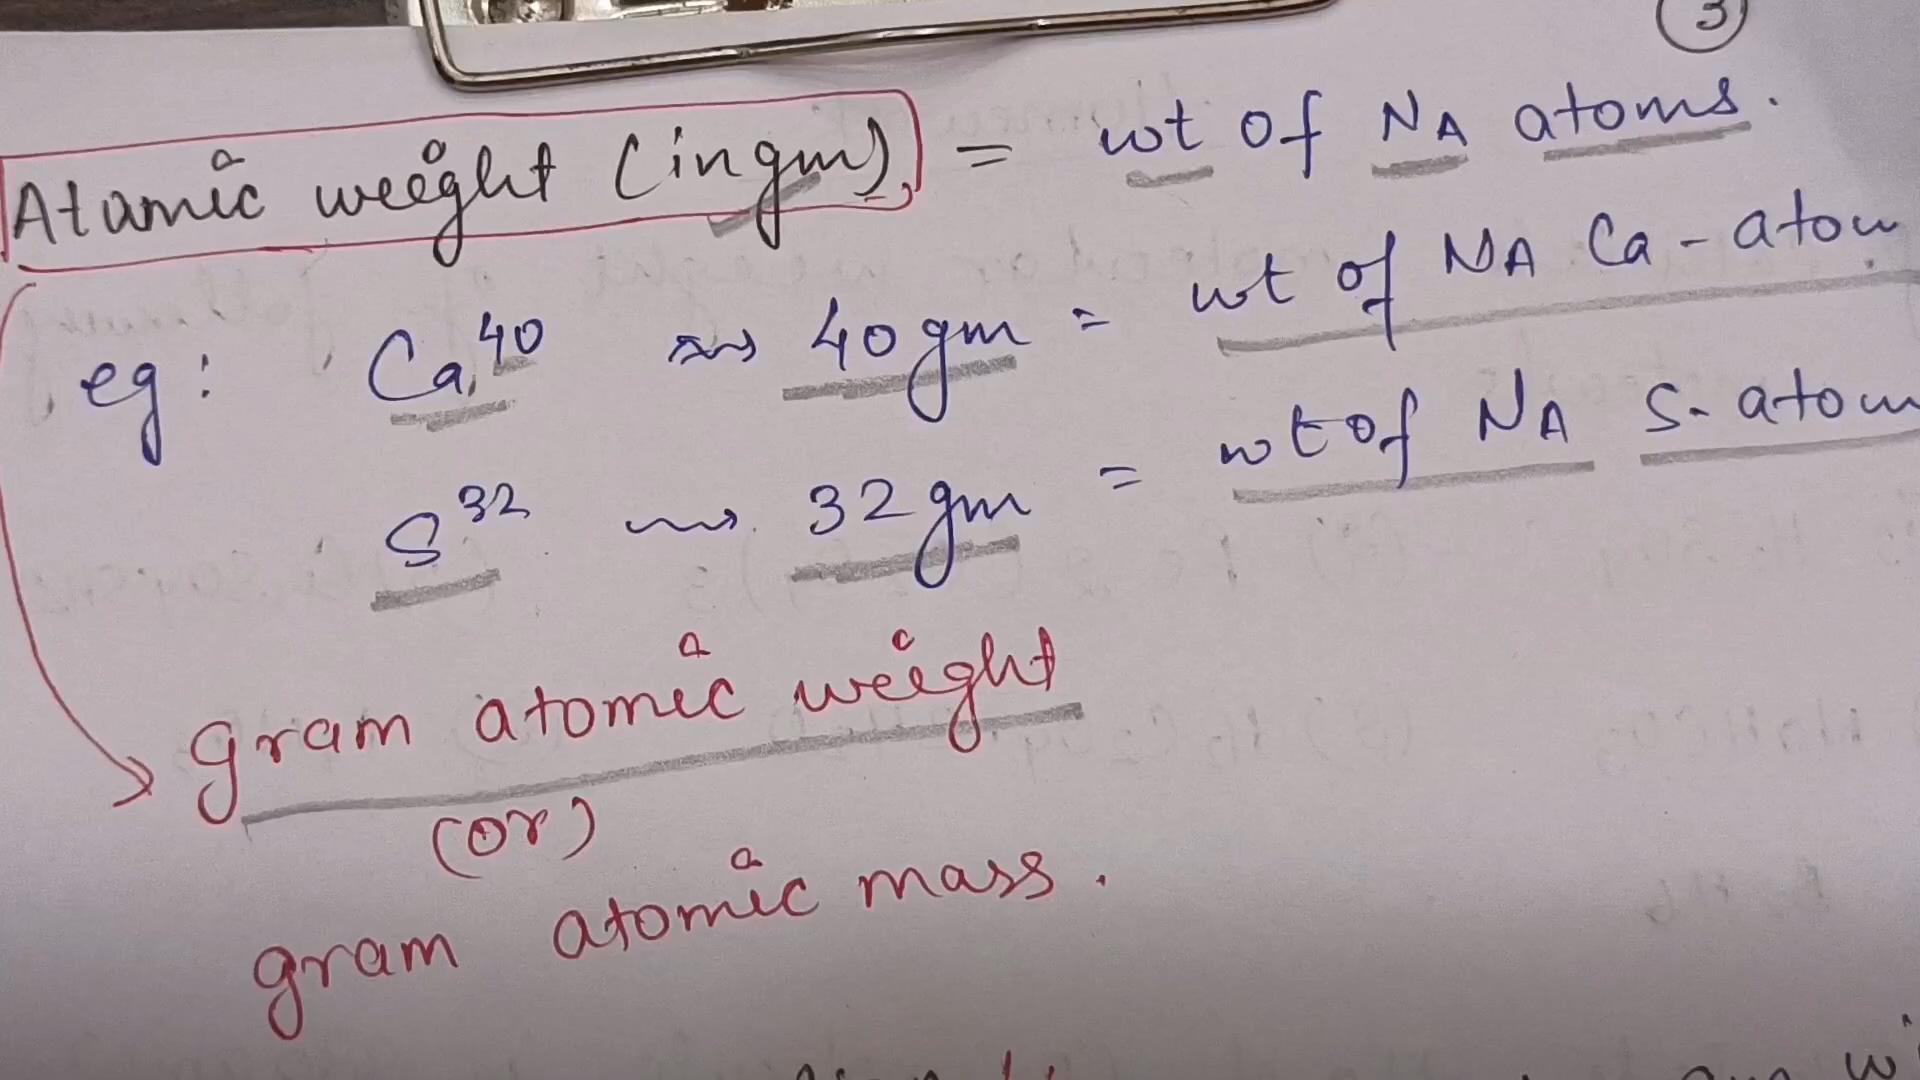 3
Atomic weight (in gm) = wt of NA atoms.
eg: Ca⁴⁰ ⇝ 40 gm = wt of NA Ca-atom
S³² ⇝ 32 gm = wt of NA S-atom
gram atomic weight
(or)
gram atomic mass.